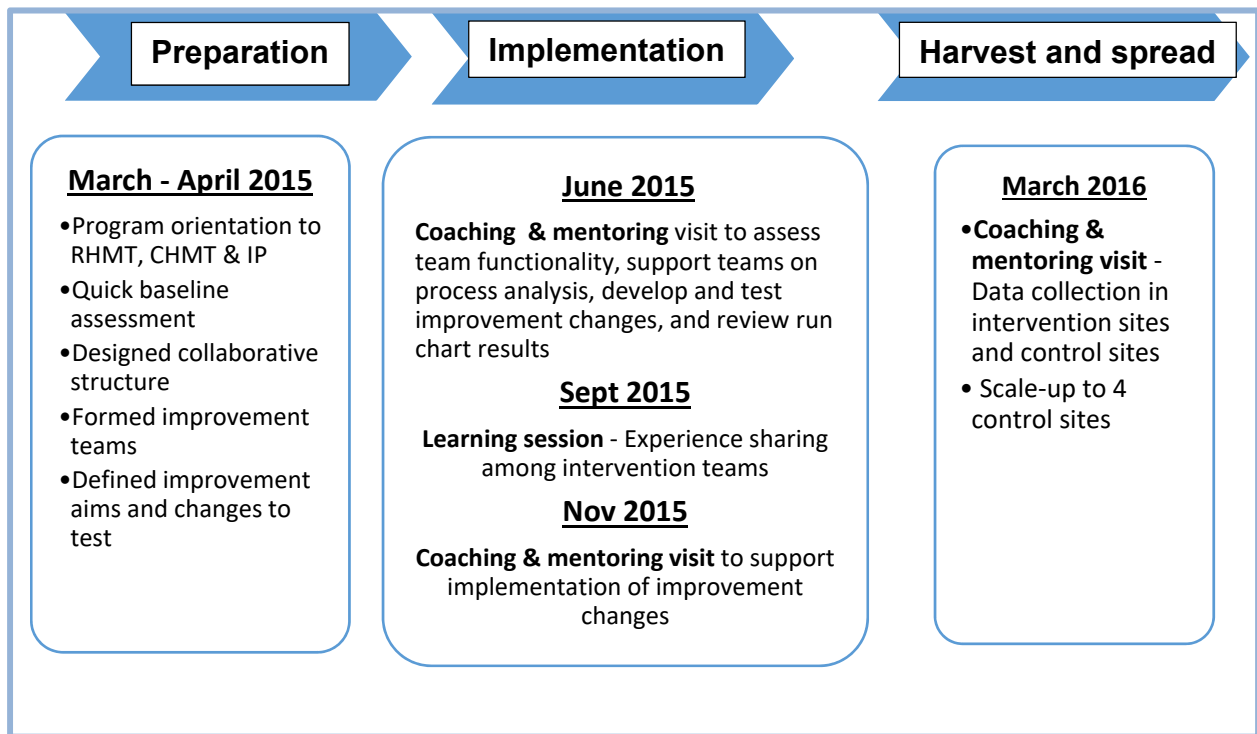 Preparation
Implementation
Harvest and spread
March - April 2015
•Program orientation to
RHMT, CHMT & IP
•Quick baseline
assessment
•Designed collaborative
structure
•Formed improvement
teams
•Defined improvement
aims and changes to
test
June 2015
Coaching & mentoring visit to assess
team functionality, support teams on
process analysis, develop and test
improvement changes, and review run
chart results
Sept 2015
Learning session - Experience sharing
among intervention teams
Nov 2015
Coaching & mentoring visit to support
implementation of improvement
changes
March 2016
•Coaching &
mentoring visit -
Data collection in
intervention sites
and control sites
• Scale-up to 4
control sites